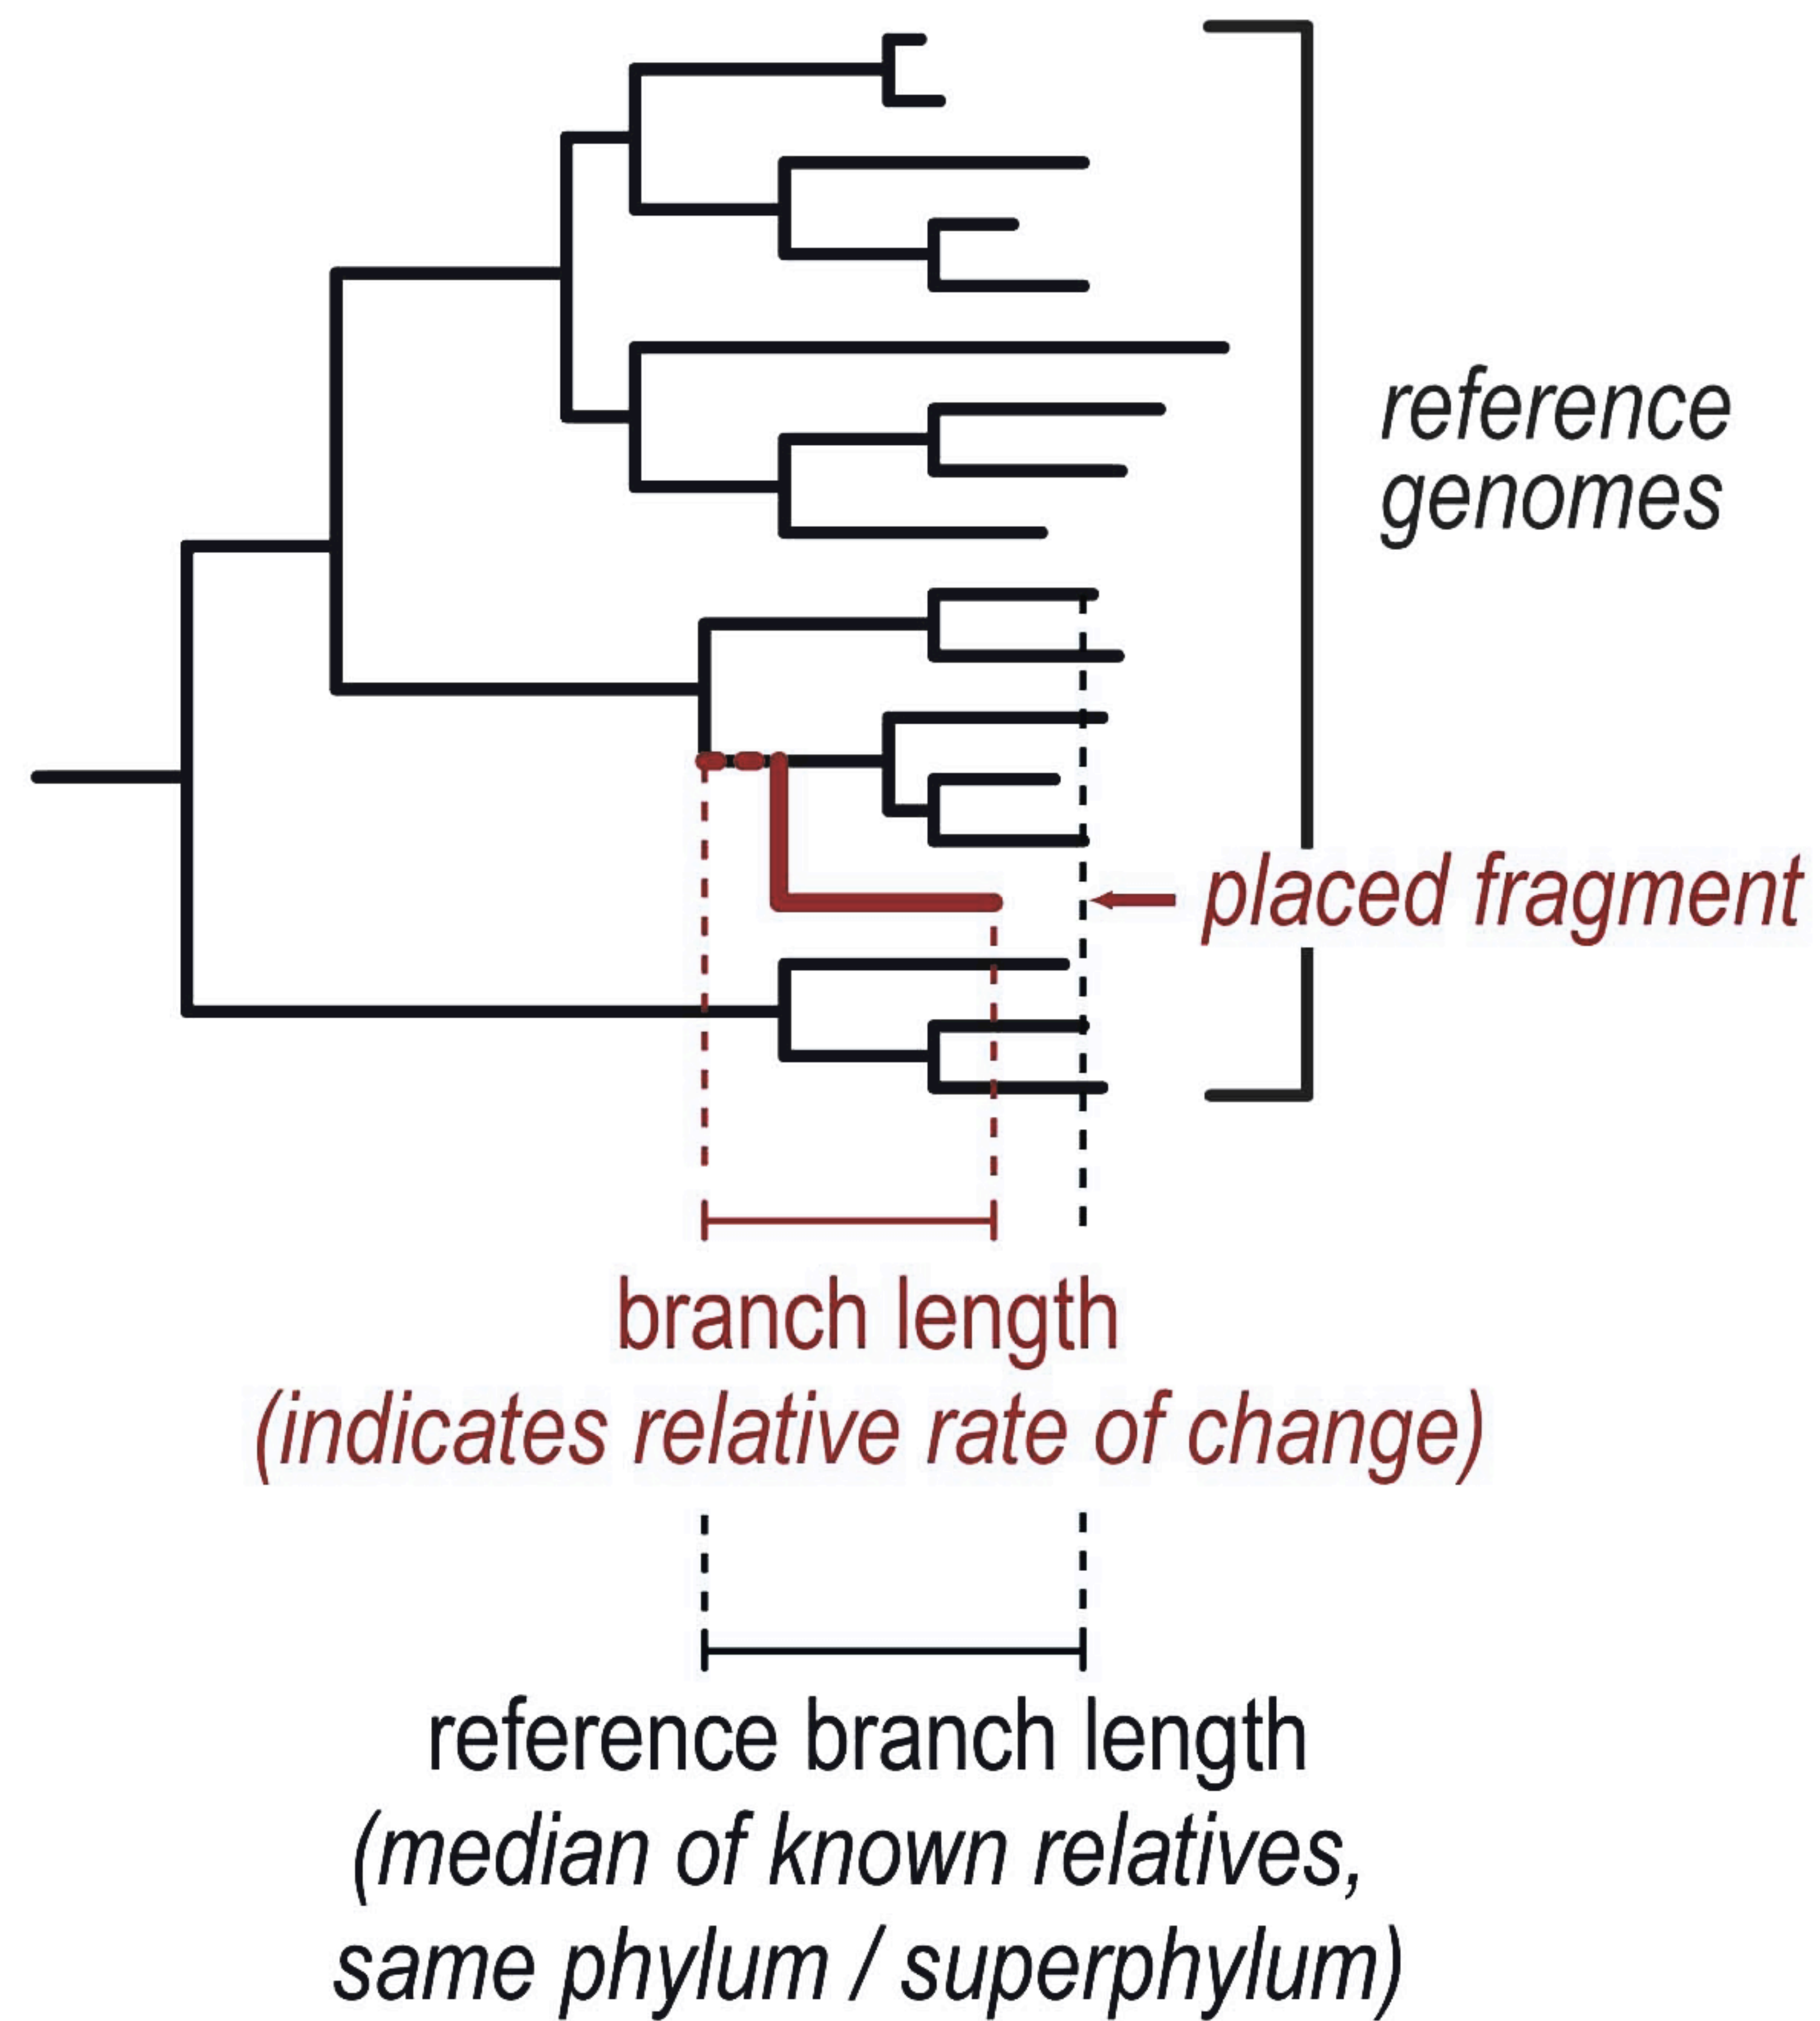 reference
genomes
placed fragment
branch length
(indicates relative rate of change)
reference branch length
(median of known relatives,
same phylum / superphylum)